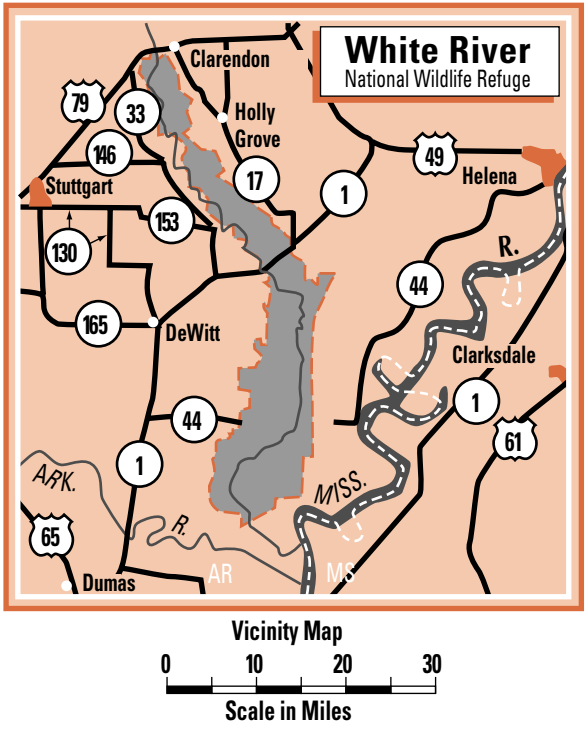 White River
National Wildlife Refuge
Clarendon
79
33
Holly
Grove
146
49
Helena
Stuttgart
17
1
153
R.
130
44
165
DeWitt
Clarksdale
1
44
61
1
ARK.
MISS.
R.
65
AR
MS
Dumas
Vicinity Map
0 10 20 30
Scale in Miles